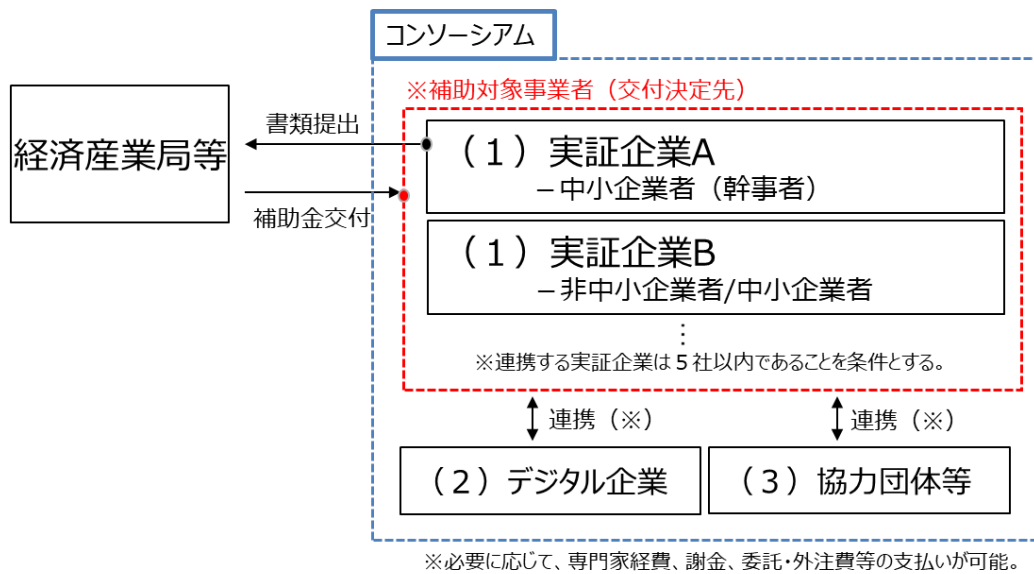 コンソーシアム
※補助対象事業者（交付決定先）
経済産業局等
書類提出
補助金交付
（１）実証企業A
－中小企業者（幹事者）
（１）実証企業B
－非中小企業者/中小企業者
…
※連携する実証企業は５社以内であることを条件とする。
連携（※）
連携（※）
（２）デジタル企業
（３）協力団体等
※必要に応じて、専門家経費、謝金、委託・外注費等の支払いが可能。